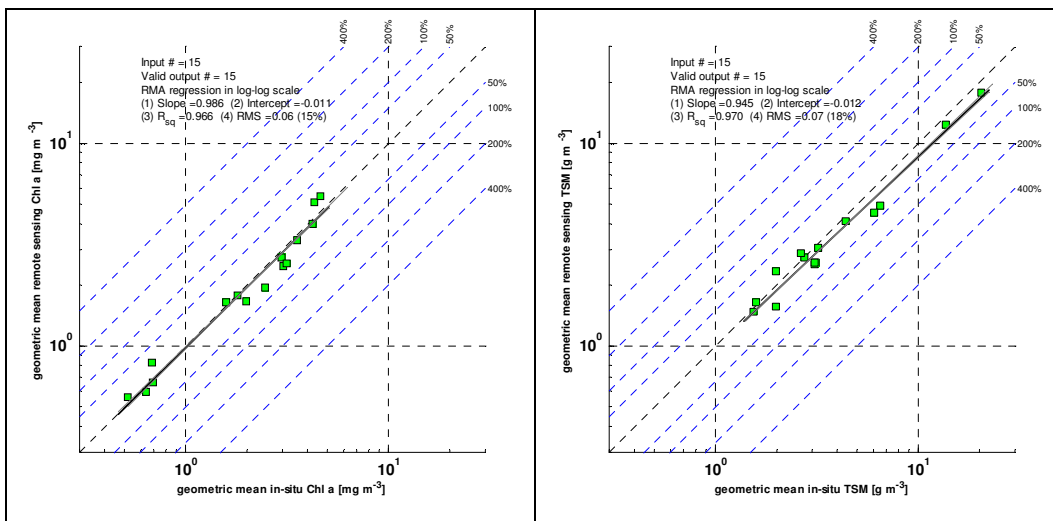 400%
200%
100%
50%
Input # = 15
Valid output # = 15
RMA regression in log-log scale
(1) Slope =0.986 (2) Intercept =-0.011
(3) R_sq =0.966 (4) RMS =0.06 (15%)
50%
100%
200%
400%
10^1
10^0
geometric mean remote sensing Chl a [mg m^-3]
10^0
10^1
geometric mean in-situ Chl a [mg m^-3]
400%
200%
100%
50%
Input # = 15
Valid output # = 15
RMA regression in log-log scale
(1) Slope =0.945 (2) Intercept =-0.012
(3) R_sq =0.970 (4) RMS =0.07 (18%)
50%
100%
200%
400%
10^1
10^0
geometric mean remote sensing TSM [g m^-3]
10^0
10^1
geometric mean in-situ TSM [g m^-3]